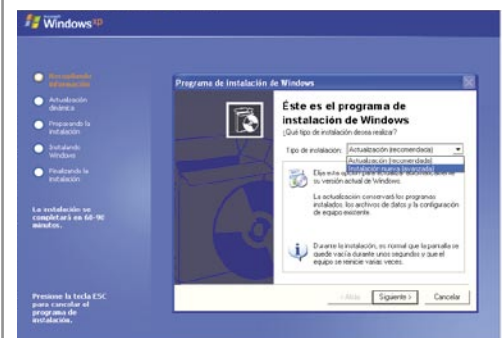 Microsoft
Windows xp
Recopilando
información
Actualización
dinámica
Preparando la
instalación
Instalando
Windows
Finalizando la
instalación
La instalación se
completará en 60-90
minutos.
Presione la tecla ESC
para cancelar el
programa de
instalación.
Programa de instalación de Windows
Éste es el programa de
instalación de Windows
¿Qué tipo de instalación desea realizar?
Tipo de instalación: Actualización (recomendada)
Actualización (recomendada)
Instalación nueva (avanzada)
Elija esta opción para actualizar automáticamente
su versión actual de Windows.
La actualización conservará los programas
instalados, los archivos de datos y la configuración
de equipo existente.
Durante la instalación, es normal que la pantalla se
quede vacía durante unos segundos y que el
equipo se reinicie varias veces.
< Atrás Siguiente > Cancelar